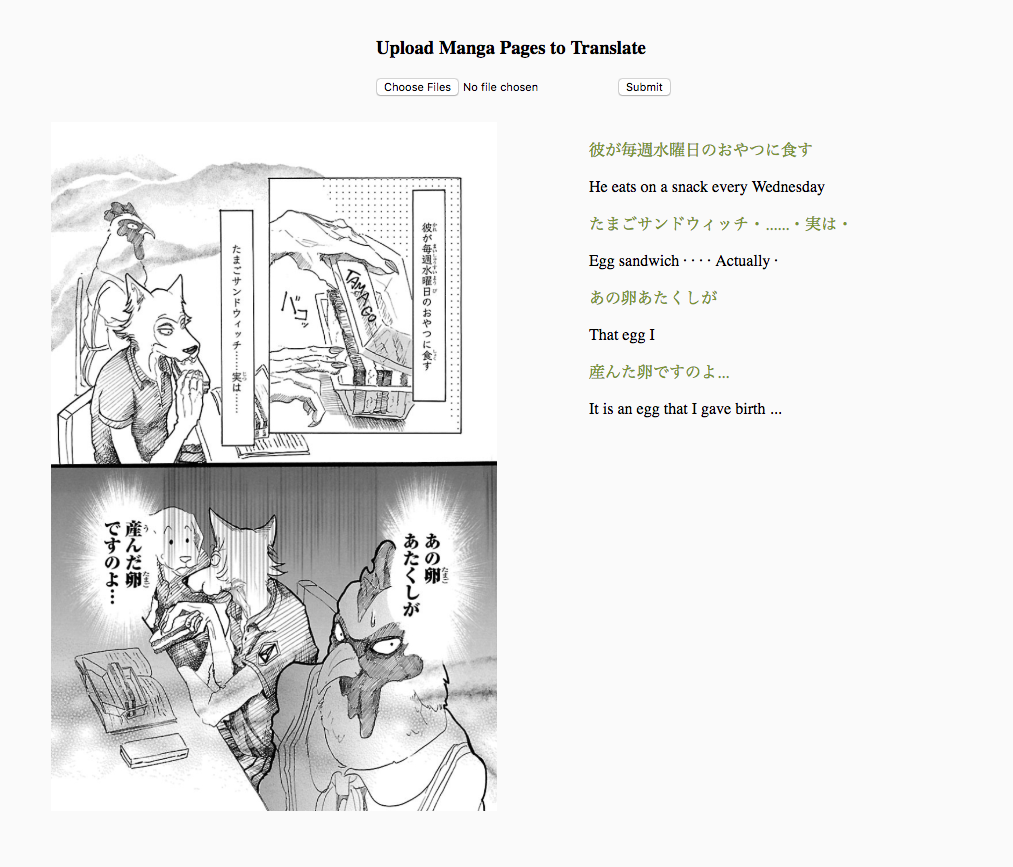 Upload Manga Pages to Translate
Choose Files No file chosen Submit
彼が毎週水曜日のおやつに食す
たまごサンドウィッチ……実は……
TAMAGO
バコッ
あの卵
あたくしが
産んだ卵
ですのよ…
彼が毎週水曜日のおやつに食す
He eats on a snack every Wednesday
たまごサンドウィッチ・......・実は・
Egg sandwich · · · · Actually ·
あの卵あたくしが
That egg I
産んた卵ですのよ...
It is an egg that I gave birth ...